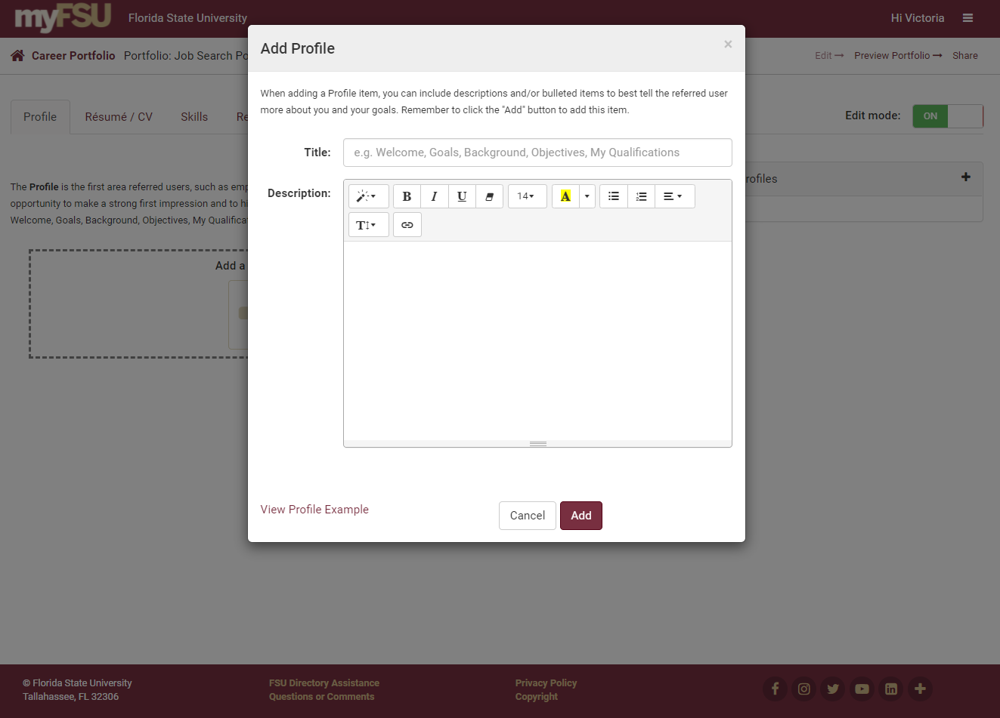 myFSU Florida State University Hi Victoria
Career Portfolio Portfolio: Job Search Edit Preview Portfolio Share
Add Profile ×
When adding a Profile item, you can include descriptions and/or bulleted items to best tell the referred user
more about you and your goals. Remember to click the "Add" button to add this item.
Profile Résumé / CV Skills Edit mode: ON
Title: e.g. Welcome, Goals, Background, Objectives, My Qualifications
Description: B I U 14 A
T
The Profile is the first area referred users, such as
opportunity to make a strong first impression and to
Welcome, Goals, Background, Objectives, My
rofiles
Add a
View Profile Example Cancel Add
© Florida State University
Tallahassee, FL 32306
FSU Directory Assistance
Questions or Comments
Privacy Policy
Copyright